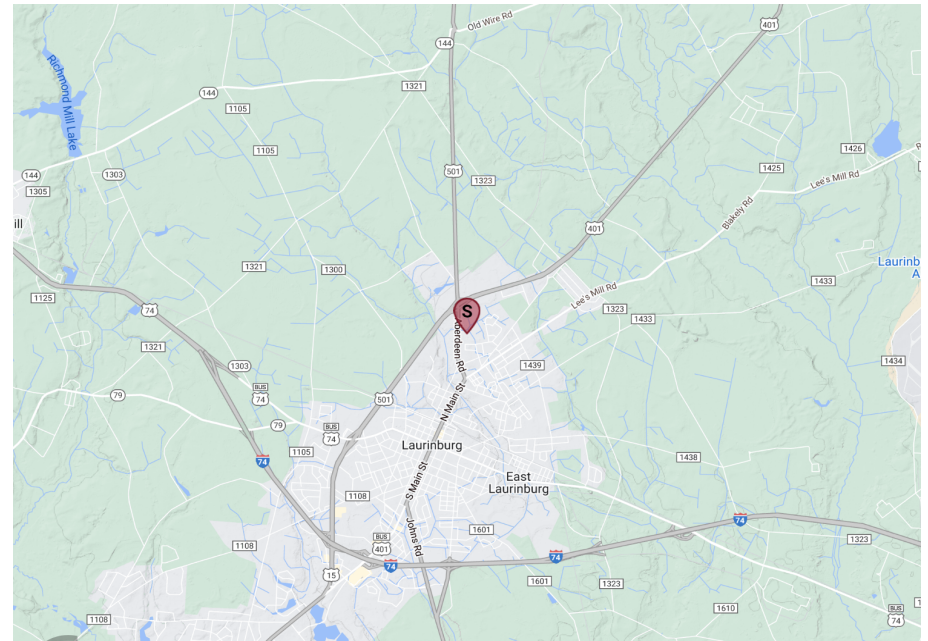 Old Wire Rd
401
144
1321
144
1105
Richmond Mill Lake
1105
1303
144
1305
ill
501
1323
1426
1425
Lee's Mill Rd
Blakely Rd
401
1321
1300
Laurinb
A
1433
1125
74
Lee's Mill Rd
1323
1433
S
Aberdeen Rd
1321
1303
1439
1434
BUS
74
79
501
N Main St
79
BUS
74
Laurinburg
1105
74
1438
East
Laurinburg
S Main St
1108
74
1601
Johns Rd
BUS
401
1323
1108
74
74
15
1601
1323
1610
BUS
74
1108